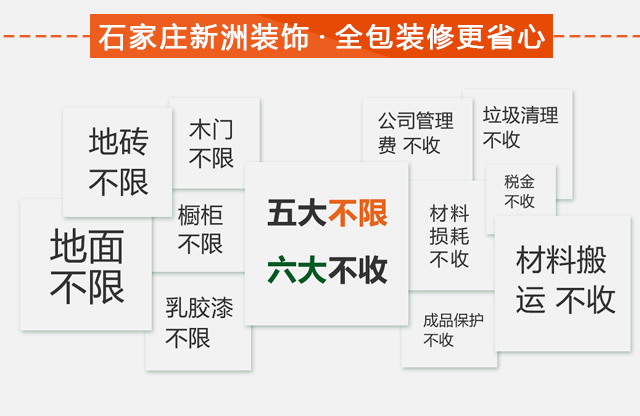 石家庄新洲装饰 · 全包装修更省心
地砖
不限
木门
不限
橱柜
不限
地面
不限
乳胶漆
不限
五大不限
六大不收
公司管理
费 不收
垃圾清理
不收
税金
不收
材料
损耗
不收
材料搬
运 不收
成品保护
不收